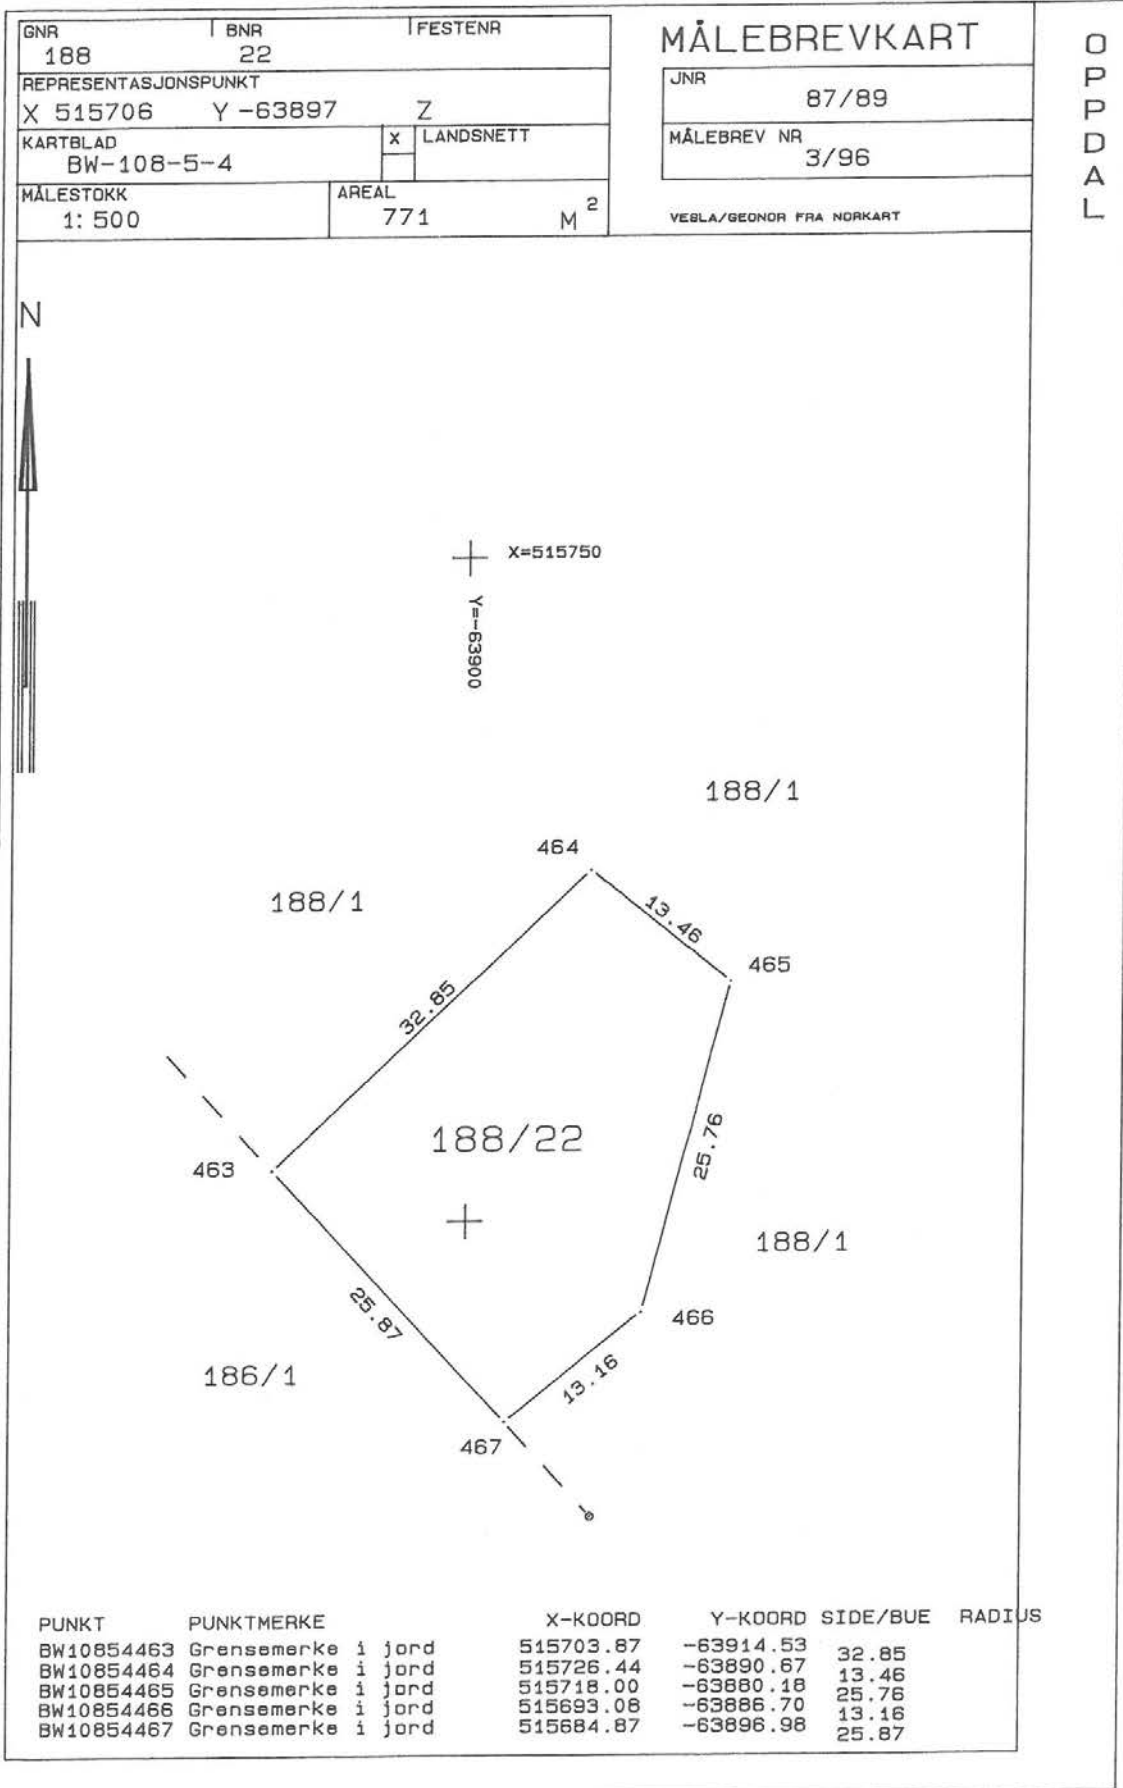 GNR BNR FESTENR
188 22
REPRESENTASJONSPUNKT
X 515706 Y -63897 Z
KARTBLAD X LANDSNETT
BW-108-5-4
MÅLESTOKK AREAL
1: 500 771 M 2
MÅLEBREVKART
JNR
87/89
MÅLEBREV NR
3/96
VEGLA/GEONOR FRA NORKART
OPPDAL
N
X=515750
Y=-63900
188/1
464
188/1
13.46
465
32.85
188/22
25.76
463
188/1
25.87
466
186/1
13.16
467
PUNKT PUNKTMERKE X-KOORD Y-KOORD SIDE/BUE RADIUS
BW10854463 Grensemerke i jord 515703.87 -63914.53 32.85
BW10854464 Grensemerke i jord 515726.44 -63890.67 13.46
BW10854465 Grensemerke i jord 515718.00 -63880.18 25.76
BW10854466 Grensemerke i jord 515693.08 -63886.70 13.16
BW10854467 Grensemerke i jord 515684.87 -63896.98 25.87